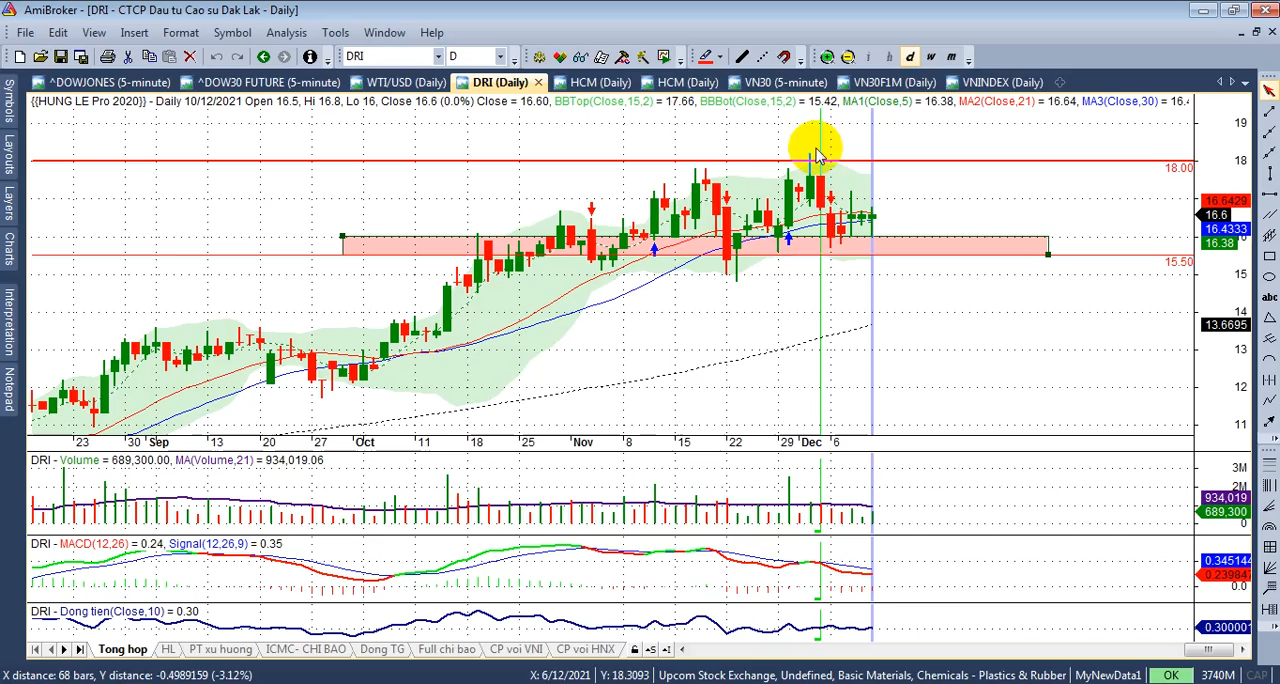 AmiBroker - [DRI - CTCP Dau tu Cao su Dak Lak - Daily]
File Edit View Insert Format Symbol Analysis Tools Window Help
DRI D i h d w m
^DOWJONES (5-minute) ^DOW30 FUTURE (5-minute) WTI/USD (Daily) DRI (Daily) HCM (Daily) HCM (Daily) VN30 (5-minute) VN30F1M (Daily) VNINDEX (Daily)
{{HUNG LE Pro 2020}} - Daily 10/12/2021 Open 16.5, Hi 16.8, Lo 16, Close 16.6 (0.0%) Close = 16.60, BBTop(Close,15,2) = 17.66, BBBot(Close,15,2) = 15.42, MA1(Close,5) = 16.38, MA2(Close,21) = 16.64, MA3(Close,30) = 16.4
Symbols
Layouts
Layers
Charts
Interpretation
Notepad
abc
19
18
18.00
16.6429
16.6
16.4333
16.38
15.50
15
14
13.6695
13
12
11
23 30 Sep 13 20 27 Oct 11 18 25 Nov 8 15 22 29 Dec 6
DRI - Volume = 689,300.00, MA(Volume,21) = 934,019.06
3M
2M
934,019
689,300
0
DRI - MACD(12,26) = 0.24, Signal(12,26,9) = 0.35
0.345144
0.239847
0.0
DRI - Dong tien(Close,10) = 0.30
0.300001
Tong hop HL PT xu huong ICMC- CHI BAO Dong TG Full chi bao CP voi VNI CP voi HNX S I
X distance: 68 bars, Y distance: -0.4989159 (-3.12%) X: 6/12/2021 Y: 18.3093 Upcom Stock Exchange, Undefined, Basic Materials, Chemicals - Plastics & Rubber MyNewData1 OK 3740M CAP